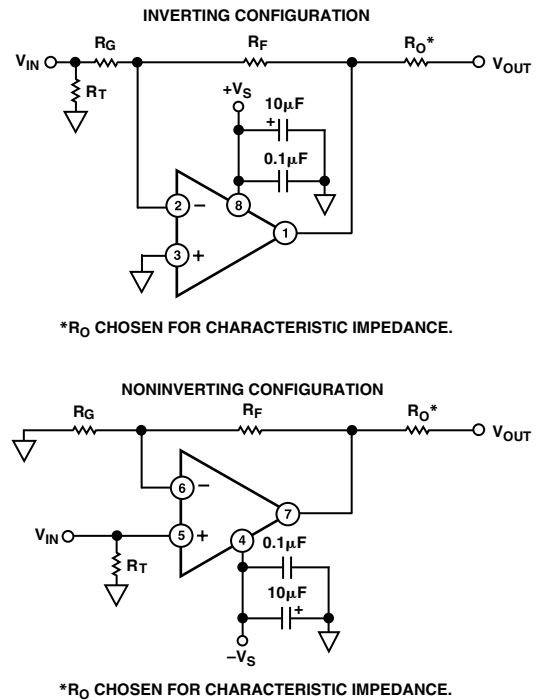 INVERTING CONFIGURATION
VIN
RG
RF
RO*
VOUT
RT
+VS
10µF
+
0.1µF
2
–
8
1
3
+
*RO CHOSEN FOR CHARACTERISTIC IMPEDANCE.
NONINVERTING CONFIGURATION
RG
RF
RO*
VOUT
6
–
7
VIN
5
+
4
0.1µF
RT
10µF
+
–VS
*RO CHOSEN FOR CHARACTERISTIC IMPEDANCE.